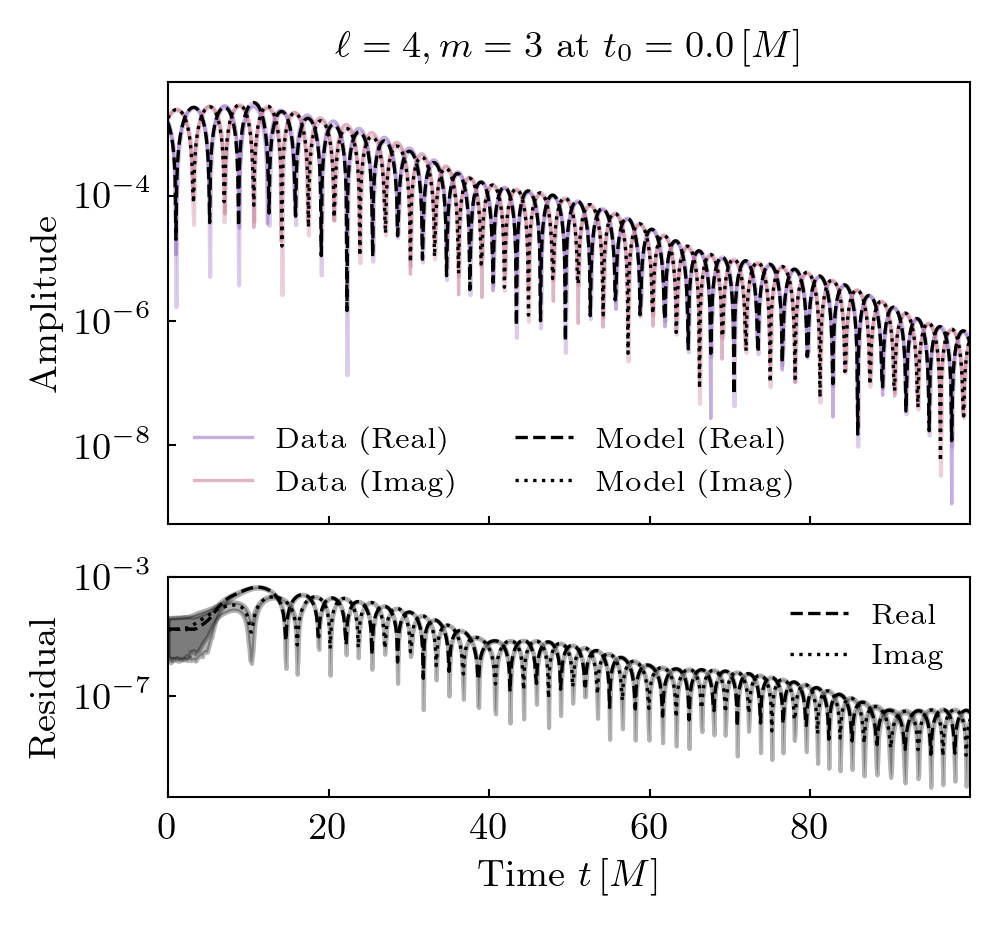 ℓ = 4, m = 3 at t₀ = 0.0 [M]
Amplitude
10⁻⁴
10⁻⁶
10⁻⁸
Data (Real)
Data (Imag)
Model (Real)
Model (Imag)
Residual
10⁻³
10⁻⁷
Real
Imag
0 20 40 60 80
Time t [M]